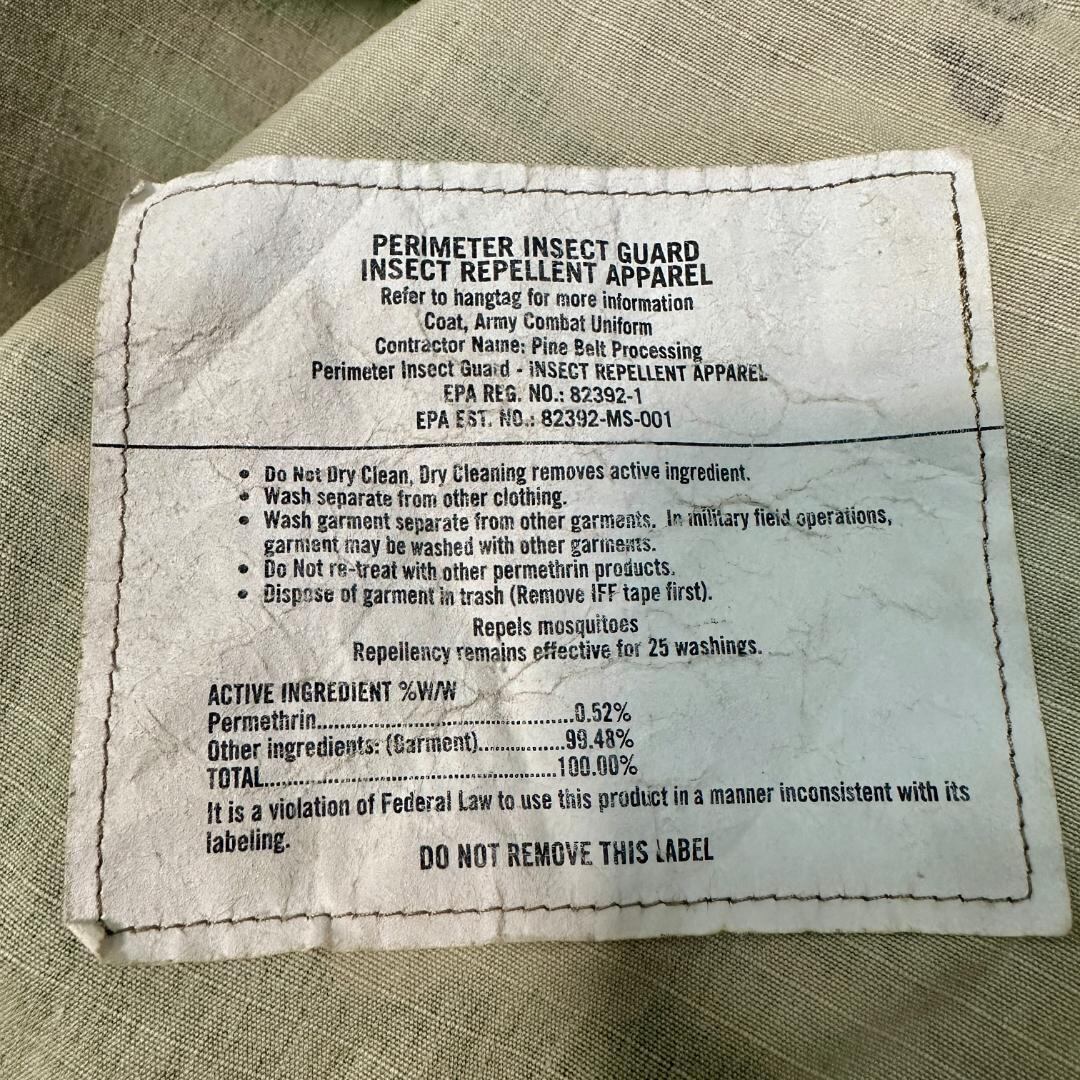 PERIMETER INSECT GUARD
INSECT REPELLENT APPAREL
Refer to hangtag for more information
Coat, Army Combat Uniform
Contractor Name: Pine Belt Processing
Perimeter Insect Guard - INSECT REPELLENT APPAREL
EPA REG. NO.: 82392-1
EPA EST. NO.: 82392-MS-001
• Do Not Dry Clean, Dry Cleaning removes active ingredient.
• Wash separate from other clothing.
• Wash garment separate from other garments. In military field operations,
garment may be washed with other garments.
• Do Not re-treat with other permethrin products.
• Dispose of garment in trash (Remove IFF tape first).
Repels mosquitoes
Repellency remains effective for 25 washings.
ACTIVE INGREDIENT %W/W
Permethrin..........................................0.52%
Other ingredients: (Garment)...............99.48%
TOTAL................................................100.00%
It is a violation of Federal Law to use this product in a manner inconsistent with its
labeling.
DO NOT REMOVE THIS LABEL